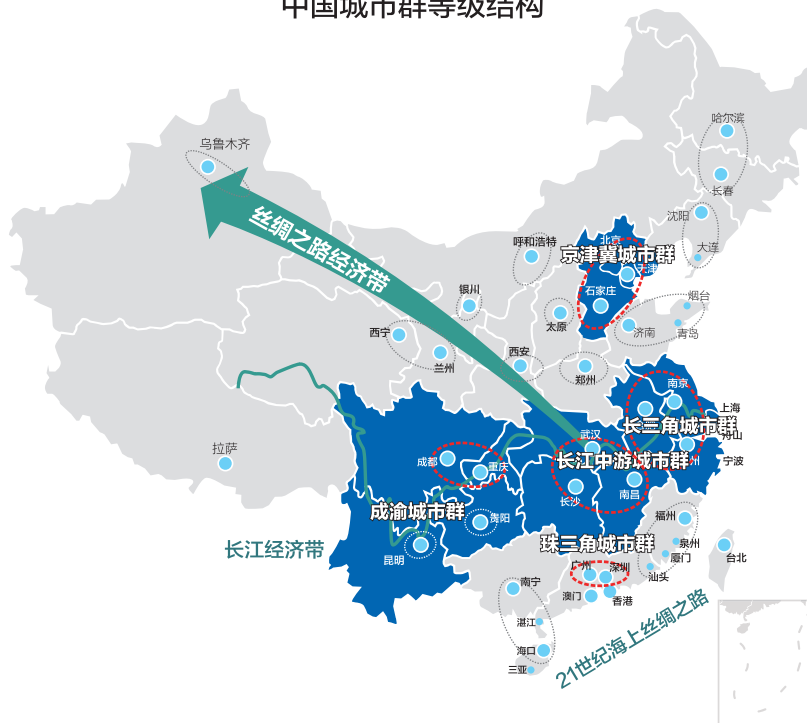 中国城市群等级结构
哈尔滨
乌鲁木齐
长春
沈阳
丝绸之路经济带
呼和浩特
北京
大连
京津冀城市群
天津
银川
石家庄
烟台
西宁
太原
济南
青岛
兰州
西安
郑州
南京
上海
长三角城市群
舟山
武汉
拉萨
成都
重庆
长江中游城市群
州
宁波
长沙
南昌
成渝城市群
贵阳
福州
长江经济带
昆明
珠三角城市群
泉州
厦门
台北
广州
深圳
汕头
南宁
澳门
香港
湛江
21世纪海上丝绸之路
海口
三亚